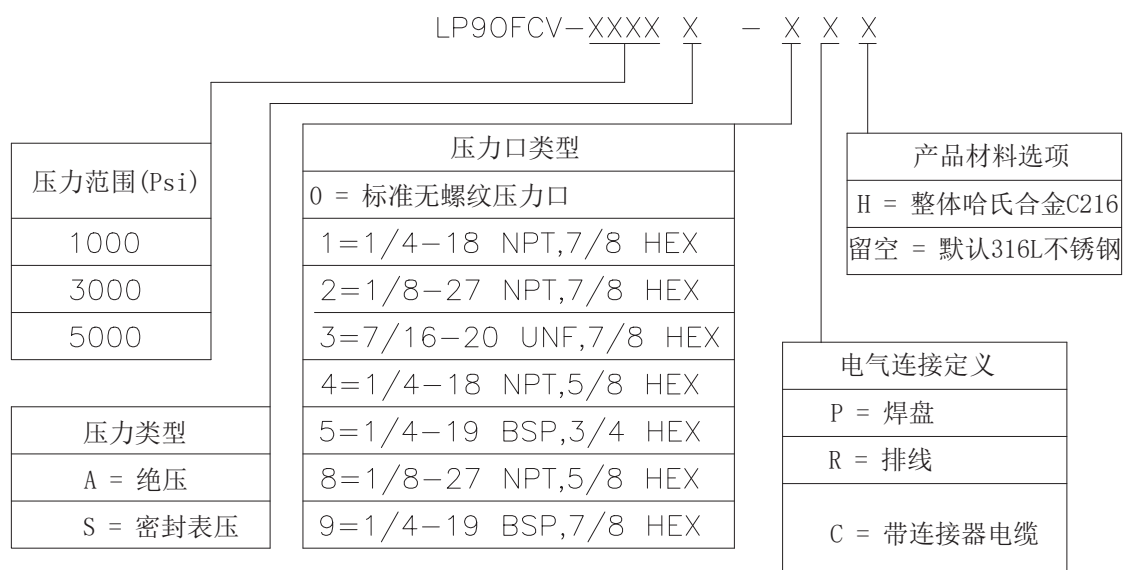 LP90FCV-XXXX X - X X X
压力范围(Psi)
1000
3000
5000
压力类型
A = 绝压
S = 密封表压
压力口类型
0 = 标准无螺纹压力口
1=1/4-18 NPT,7/8 HEX
2=1/8-27 NPT,7/8 HEX
3=7/16-20 UNF,7/8 HEX
4=1/4-18 NPT,5/8 HEX
5=1/4-19 BSP,3/4 HEX
8=1/8-27 NPT,5/8 HEX
9=1/4-19 BSP,7/8 HEX
产品材料选项
H = 整体哈氏合金C216
留空 = 默认316L不锈钢
电气连接定义
P = 焊盘
R = 排线
C = 带连接器电缆